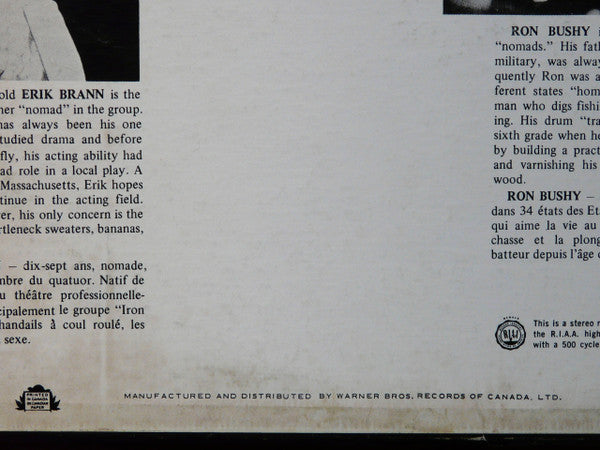 old ERIK BRANN is the
her "nomad" in the group.
has always been his one
studied drama and before
fly, his acting ability had
ad role in a local play. A
Massachusetts, Erik hopes
tinue in the acting field.
er, his only concern is the
rtleneck sweaters, bananas,
– dix-sept ans, nomade,
mbre du quatuor. Natif de
u théâtre professionnelle-
cipalement le groupe "Iron
handails à coul roulé, les
sexe.
RON BUSHY i
"nomads." His fath
military, was alway
quently Ron was a
ferent states "hom
man who digs fishi
ing. His drum "tra
sixth grade when he
by building a pract
and varnishing his
wood.
RON BUSHY –
dans 34 états des Et
qui aime la vie au
chasse et la plong
batteur depuis l'âge d
This is a stereo r
the R.I.A.A. high
with a 500 cycle
PRINTED
IN CANADA
ON CANADIAN
PAPER
MANUFACTURED AND DISTRIBUTED BY WARNER BROS. RECORDS OF CANADA, LTD.